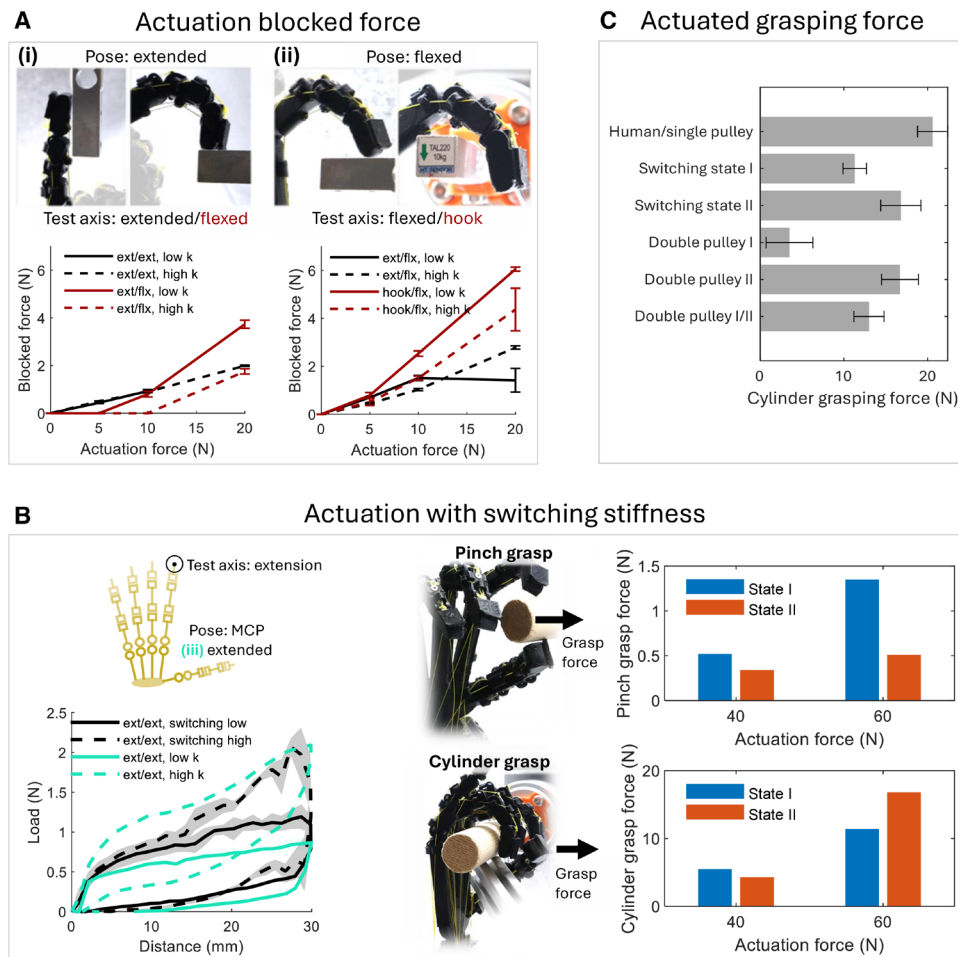 A Actuation blocked force
(i) Pose: extended
(ii) Pose: flexed
TAL220
10kg
Test axis: extended/flexed
Test axis: flexed/hook
ext/ext, low k
ext/ext, high k
ext/flx, low k
ext/flx, high k
Blocked force (N)
0
2
4
6
0
5
10
15
20
Actuation force (N)
ext/flx, low k
ext/flx, high k
hook/flx, low k
hook/flx, high k
Blocked force (N)
0
2
4
6
0
5
10
15
20
Actuation force (N)
C Actuated grasping force
Human/single pulley
Switching state I
Switching state II
Double pulley I
Double pulley II
Double pulley I/II
0
10
20
Cylinder grasping force (N)
B Actuation with switching stiffness
Test axis: extension
Pose: MCP
(iii) extended
ext/ext, switching low
ext/ext, switching high
ext/ext, low k
ext/ext, high k
Load (N)
0
0.5
1
1.5
2
2.5
0
10
20
30
Distance (mm)
Pinch grasp
Grasp
force
State I
State II
Pinch grasp force (N)
0
0.5
1
1.5
40
60
Actuation force (N)
Cylinder grasp
Grasp
force
State I
State II
Cylinder grasp force (N)
0
10
20
40
60
Actuation force (N)